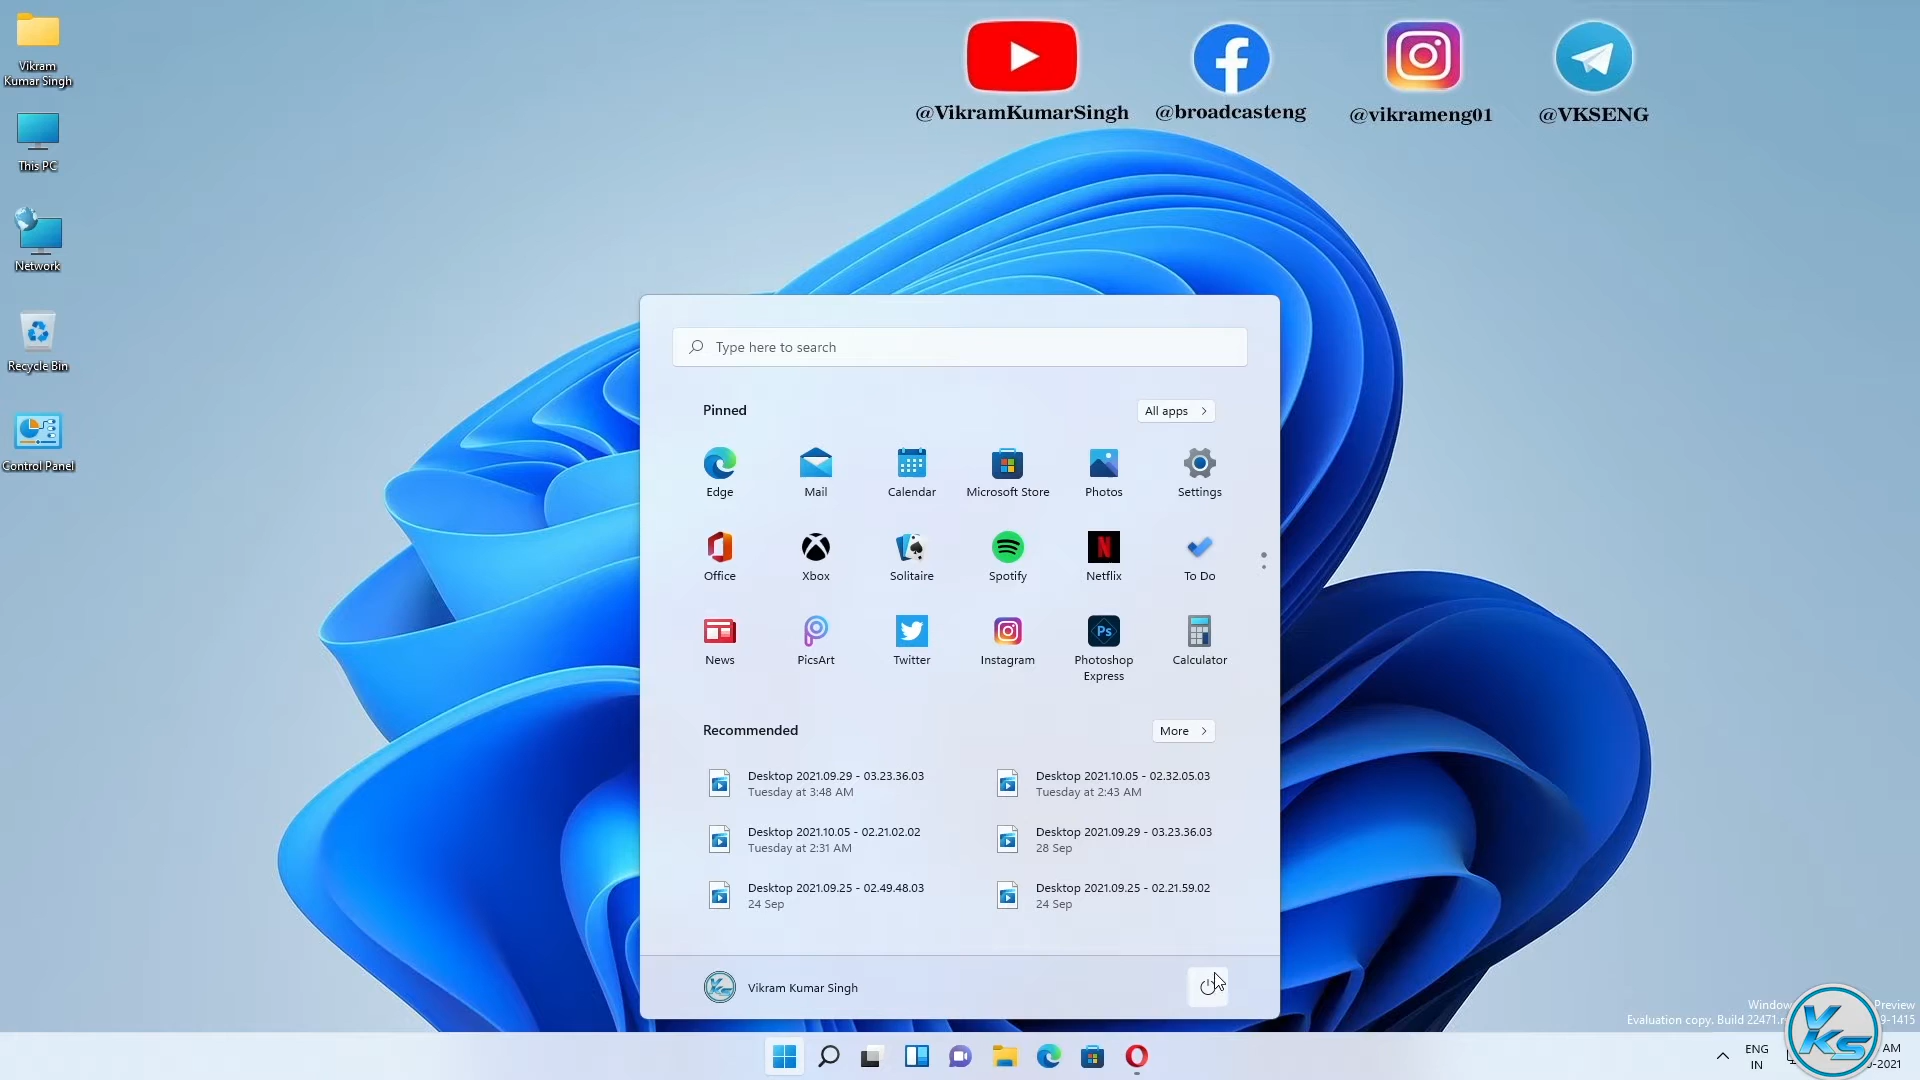 Vikram
Kumar Singh
This PC
Network
Recycle Bin
Control Panel
@VikramKumarSingh
@broadcasteng
@vikrameng01
@VKSENG
Type here to search
Pinned
All apps
Edge
Mail
Calendar
Microsoft Store
Photos
Settings
Office
Xbox
Solitaire
Spotify
Netflix
To Do
News
PicsArt
Twitter
Instagram
Ps
Photoshop
Express
Calculator
Recommended
More
Desktop 2021.09.29 - 03.23.36.03
Tuesday at 3:48 AM
Desktop 2021.10.05 - 02.32.05.03
Tuesday at 2:43 AM
Desktop 2021.10.05 - 02.21.02.02
Tuesday at 2:31 AM
Desktop 2021.09.29 - 03.23.36.03
28 Sep
Desktop 2021.09.25 - 02.49.48.03
24 Sep
Desktop 2021.09.25 - 02.21.59.02
24 Sep
Vikram Kumar Singh
Preview
Evaluation copy. Build 22471
VKS
ENG
IN
AM
-2021